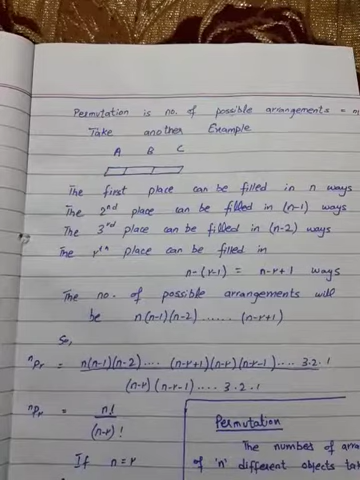 Permutation is no. of possible arrangements =
Take another Example
A B C
The first place can be filled in n ways
The 2nd place can be filled in (n-1) ways
The 3rd place can be filled in (n-2) ways
The rth place can be filled in
n-(r-1) = n-r+1 ways
The no. of possible arrangements will
be n(n-1)(n-2) ...... (n-r+1)
So,
nPr = n(n-1)(n-2) .... (n-r+1)(n-r)(n-r-1) .... 3.2.1
(n-r)(n-r-1) .... 3.2.1
nPr = n!
(n-r)!
Permutation
The numbers of
If n=r
of 'n' different objects